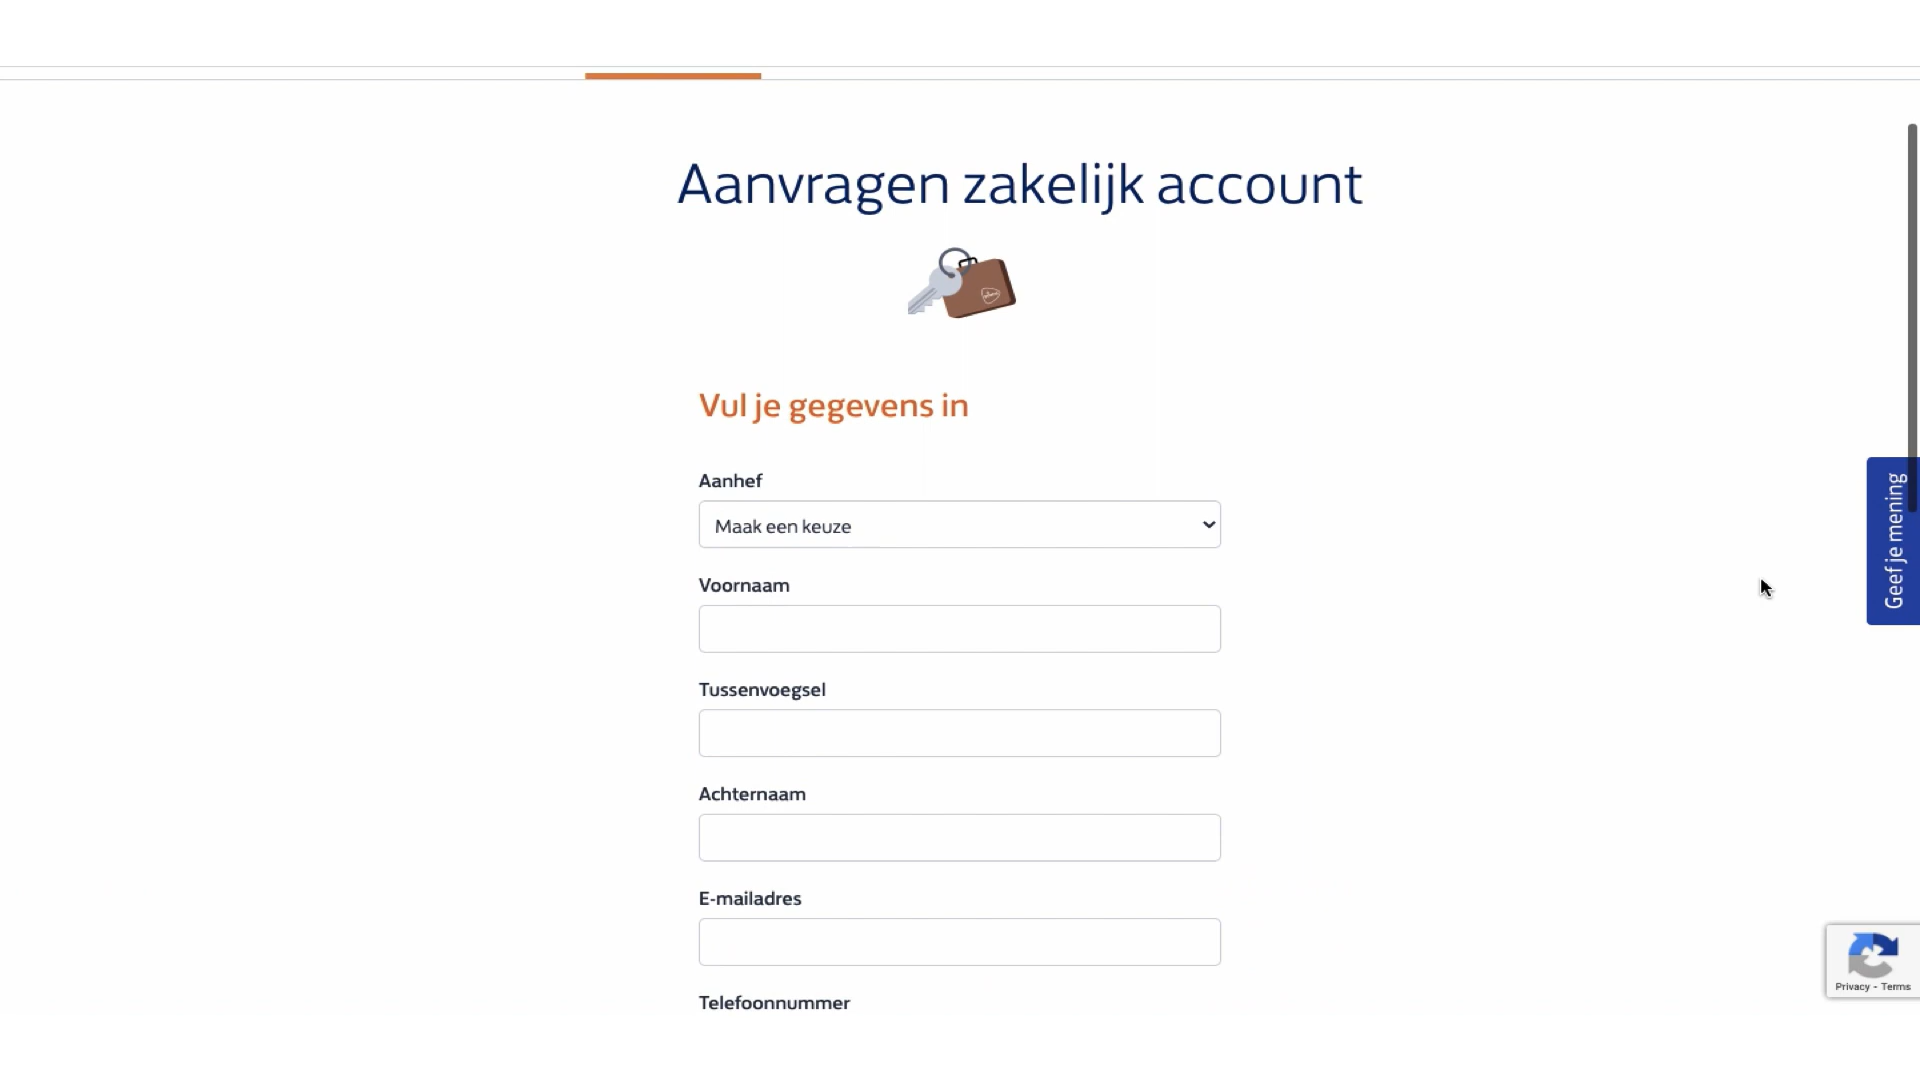 Aanvragen zakelijk account
Vul je gegevens in
Aanhef
Maak een keuze
Voornaam
Tussenvoegsel
Achternaam
E-mailadres
Telefoonnummer
Geef je mening
Privacy - Terms